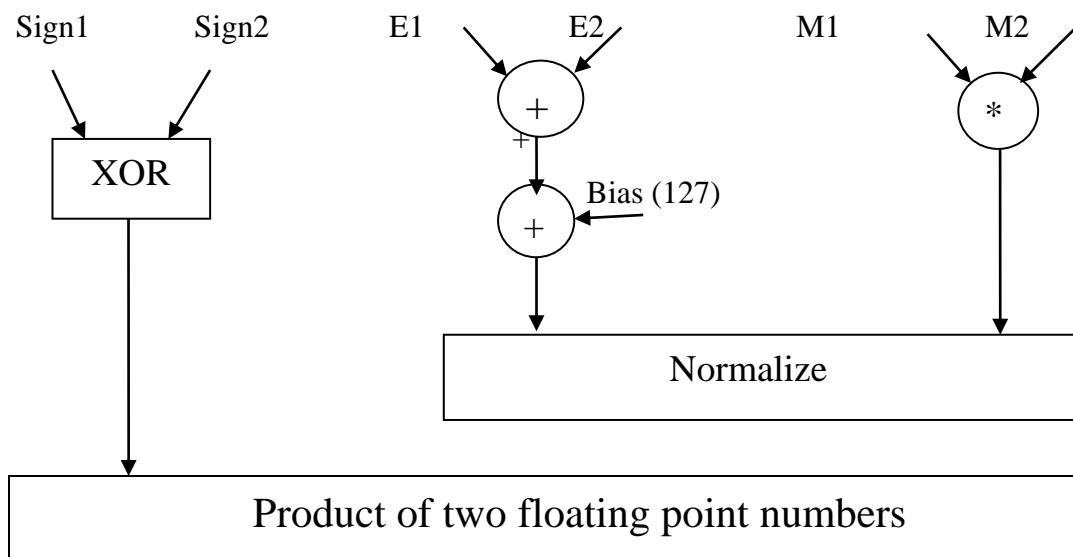 Sign1 Sign2 E1 E2 M1 M2
+
*
+
XOR
Bias (127)
+
Normalize
Product of two floating point numbers